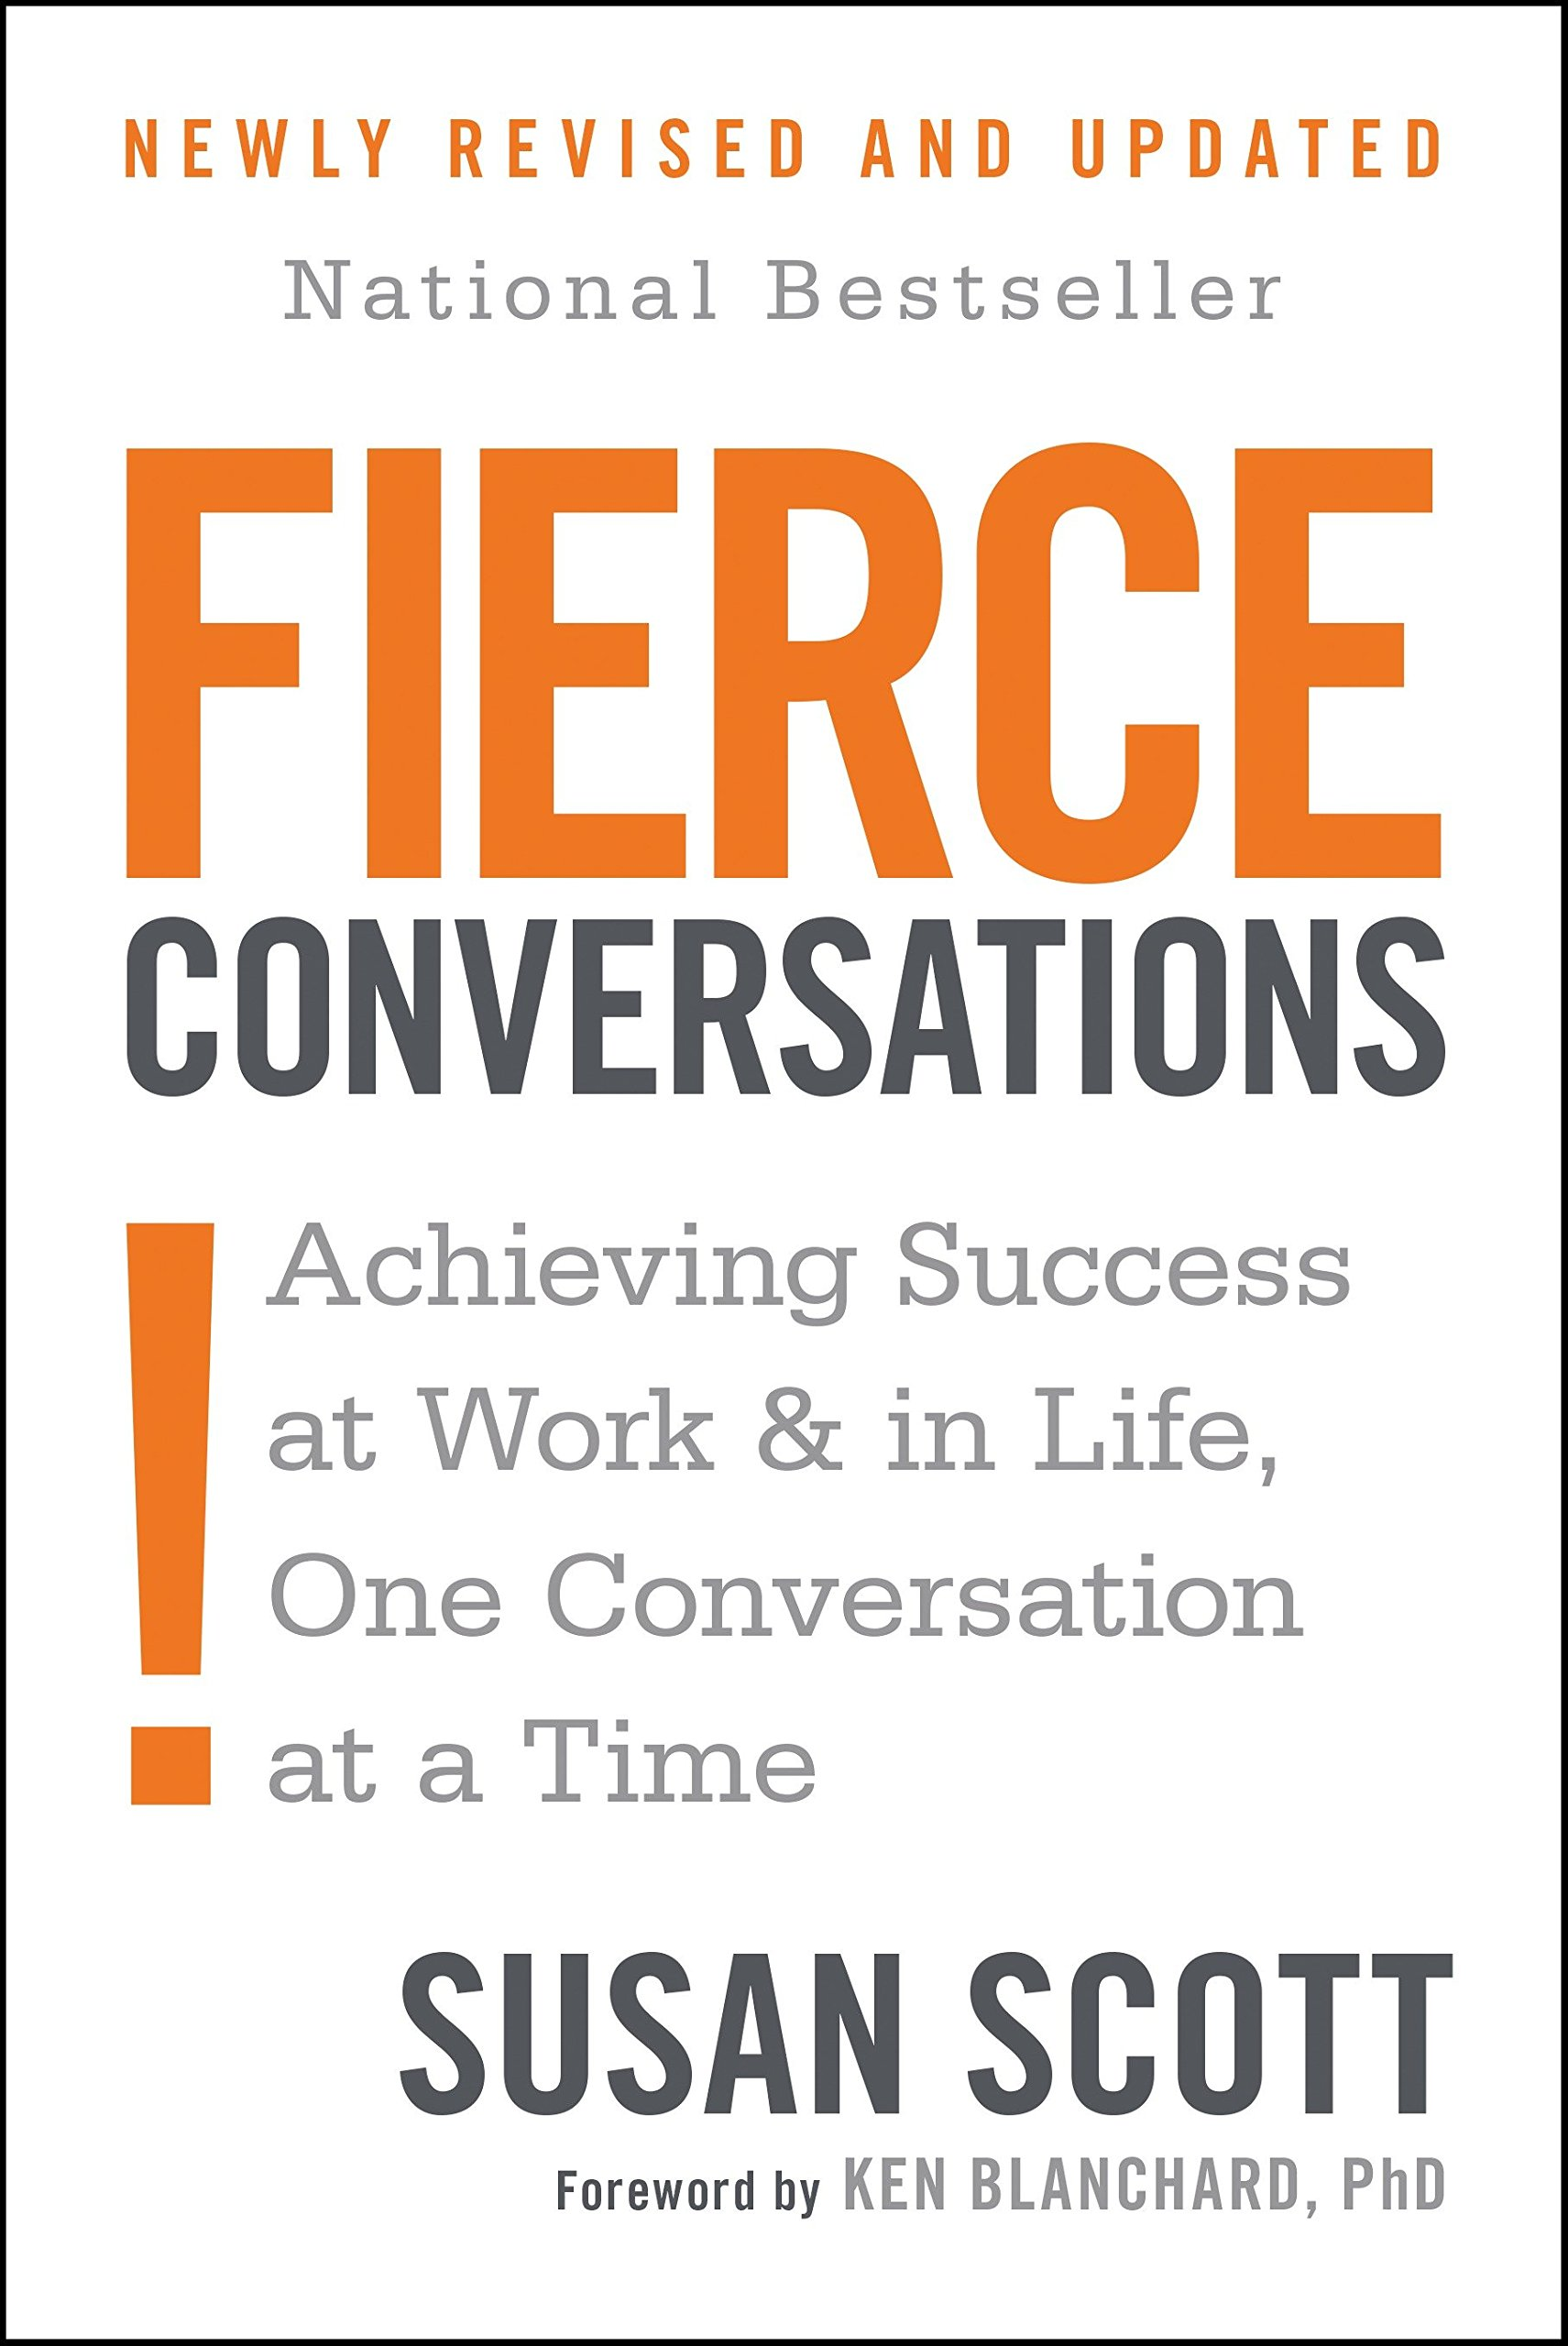 NEWLY REVISED AND UPDATED
National Bestseller
FIERCE
CONVERSATIONS
! Achieving Success
at Work & in Life,
One Conversation
at a Time
SUSAN SCOTT
Foreword by KEN BLANCHARD, PhD